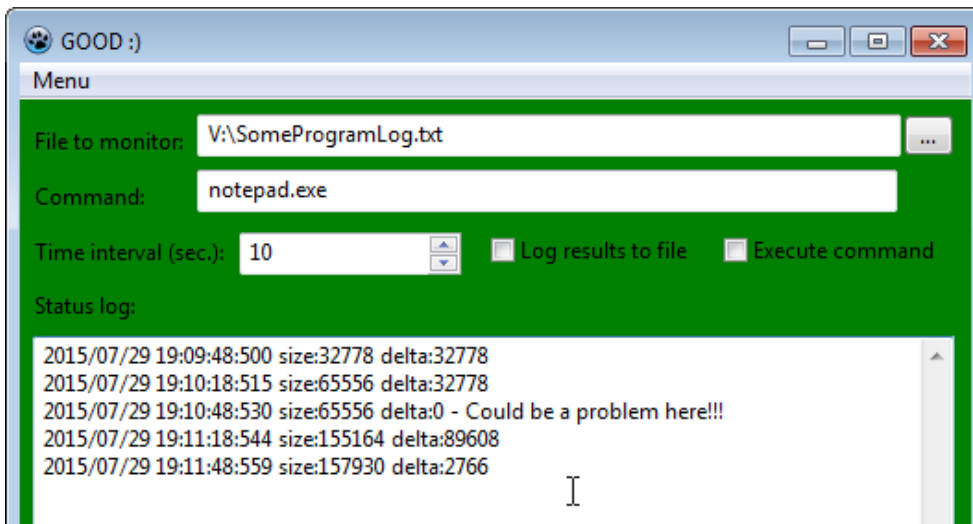 GOOD :)
Menu
File to monitor: V:\SomeProgramLog.txt ...
Command: notepad.exe
Time interval (sec.): 10 Log results to file Execute command
Status log:
2015/07/29 19:09:48:500 size:32778 delta:32778
2015/07/29 19:10:18:515 size:65556 delta:32778
2015/07/29 19:10:48:530 size:65556 delta:0 - Could be a problem here!!!
2015/07/29 19:11:18:544 size:155164 delta:89608
2015/07/29 19:11:48:559 size:157930 delta:2766